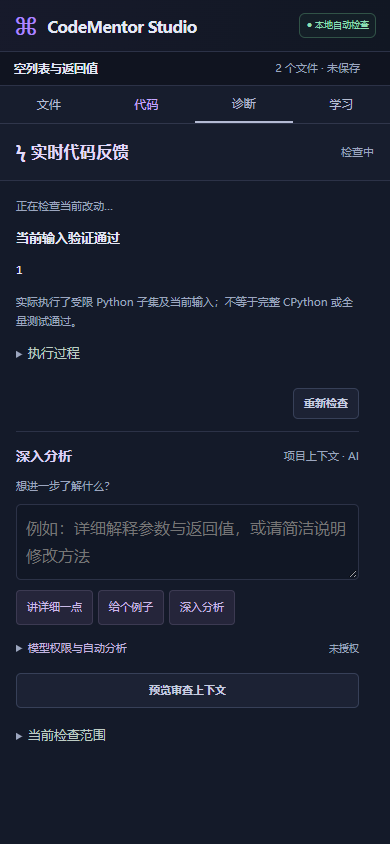 CodeMentor Studio
本地自动检查
空列表与返回值
2 个文件 · 未保存
文件
代码
诊断
学习
实时代码反馈
检查中
正在检查当前改动...
当前输入验证通过
1
实际执行了受限 Python 子集及当前输入；不等于完整 CPython 或全
量测试通过。
执行过程
重新检查
深入分析
项目上下文 · AI
想进一步了解什么？
例如：详细解释参数与返回值，或请简洁说明
修改方法
讲详细一点
给个例子
深入分析
模型权限与自动分析
未授权
预览审查上下文
当前检查范围